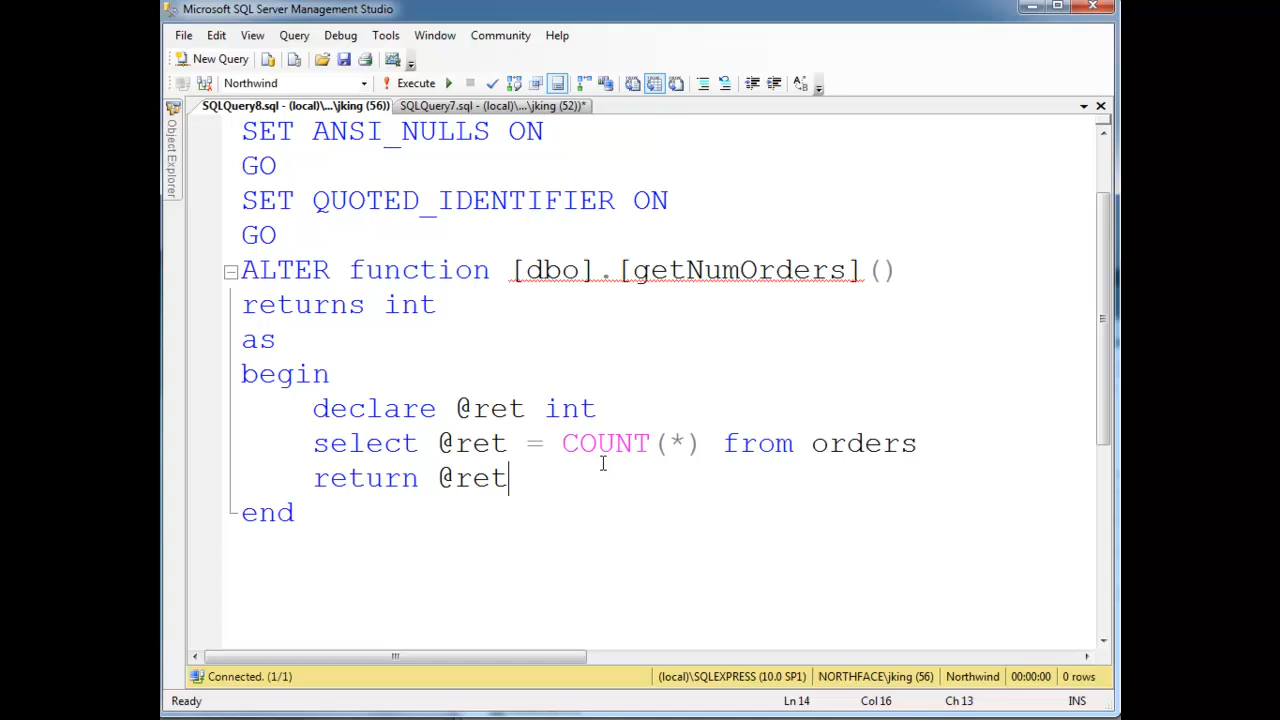 Microsoft SQL Server Management Studio
File Edit View Query Debug Tools Window Community Help
New Query
Northwind Execute
SQLQuery8.sql - (local)\...\jking (56)) SQLQuery7.sql - (local)\...\jking (52))*
Object Explorer
SET ANSI_NULLS ON
GO
SET QUOTED_IDENTIFIER ON
GO
ALTER function [dbo].[getNumOrders]()
returns int
as
begin
declare @ret int
select @ret = COUNT(*) from orders
return @ret
end
Connected. (1/1) (local)\SQLEXPRESS (10.0 SP1) NORTHFACE\jking (56) Northwind 00:00:00 0 rows
Ready Ln 14 Col 16 Ch 13 INS